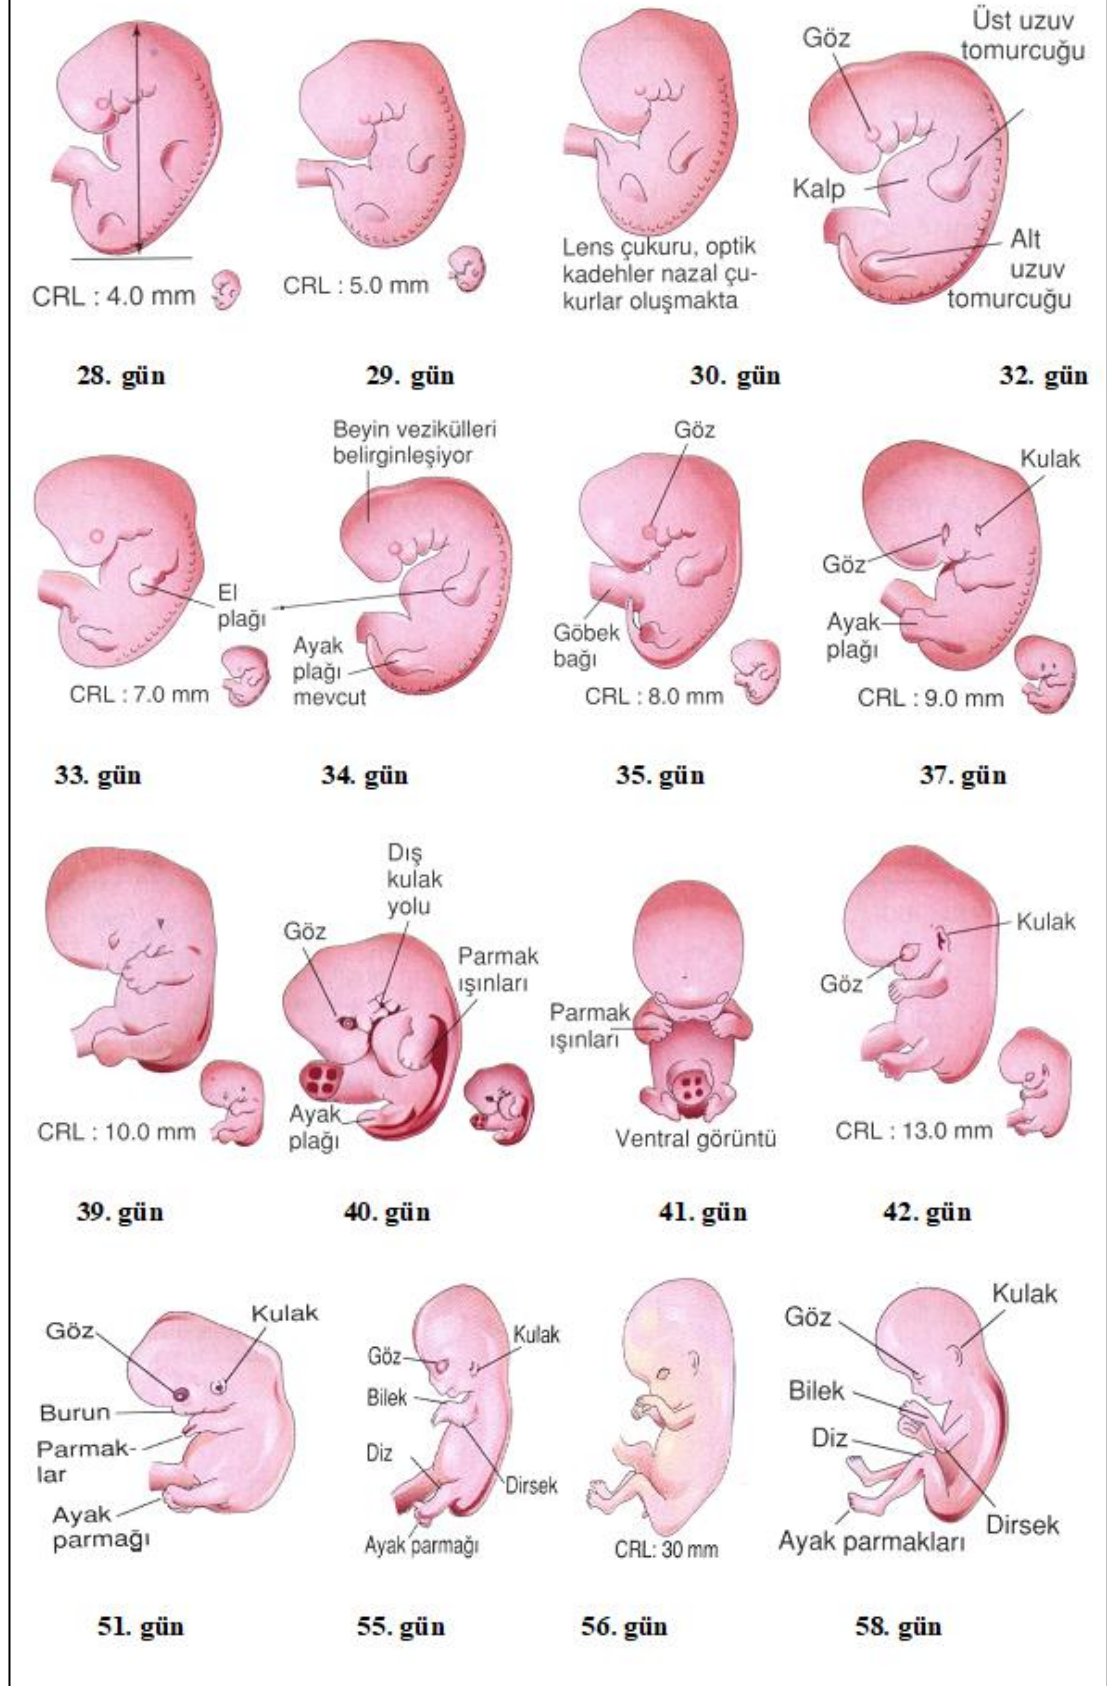 CRL : 4.0 mm
CRL : 5.0 mm
Lens çukuru, optik
kadehler nazal çu-
kurlar oluşmakta
Göz
Üst uzuv
tomurcuğu
Kalp
Alt
uzuv
tomurcuğu
28. gün
29. gün
30. gün
32. gün
El
plağı
CRL : 7.0 mm
Beyin vezikülleri
belirginleşiyor
Ayak
plağı
mevcut
Göz
Göbek
bağı
CRL : 8.0 mm
Kulak
Göz
Ayak
plağı
CRL : 9.0 mm
33. gün
34. gün
35. gün
37. gün
CRL : 10.0 mm
Dış
kulak
yolu
Göz
Parmak
ışınları
Ayak
plağı
Parmak
ışınları
Ventral görüntü
Kulak
Göz
CRL : 13.0 mm
39. gün
40. gün
41. gün
42. gün
Kulak
Göz
Burun
Parmak-
lar
Ayak
parmağı
Kulak
Göz
Bilek
Diz
Dirsek
Ayak parmağı
CRL: 30 mm
Kulak
Göz
Bilek
Diz
Dirsek
Ayak parmakları
51. gün
55. gün
56. gün
58. gün